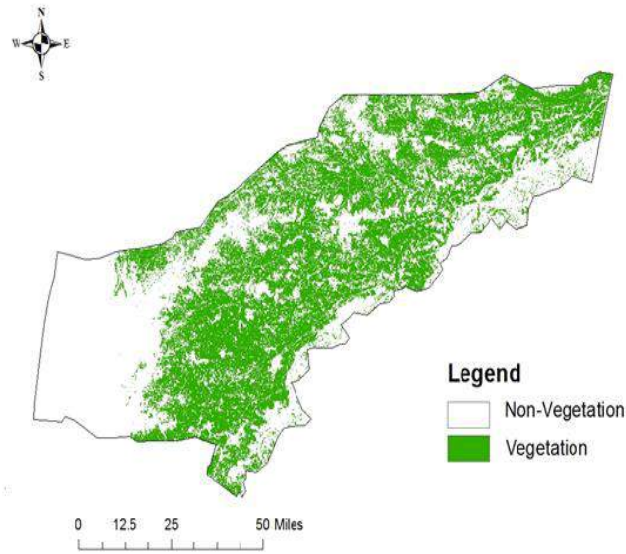 N
W E
S
Legend
Non-Vegetation
Vegetation
0 12.5 25 50 Miles